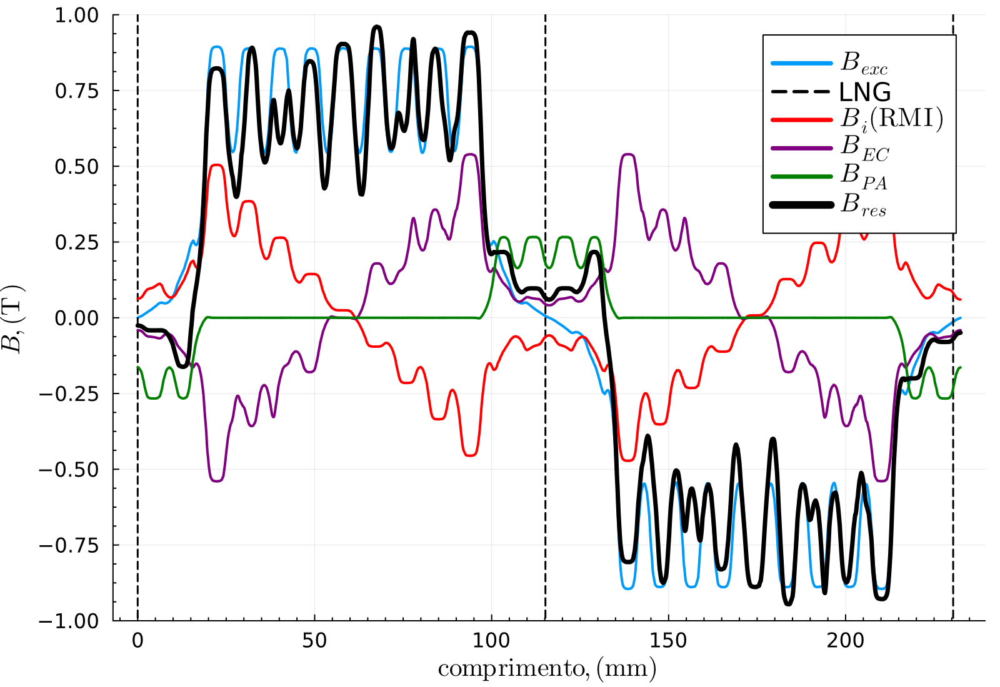 1.00
0.75
0.50
0.25
0.00
−0.25
−0.50
−0.75
−1.00
B, (T)
0 50 100 150 200
comprimento, (mm)
B_exc
LNG
B_i(RMI)
B_EC
B_PA
B_res